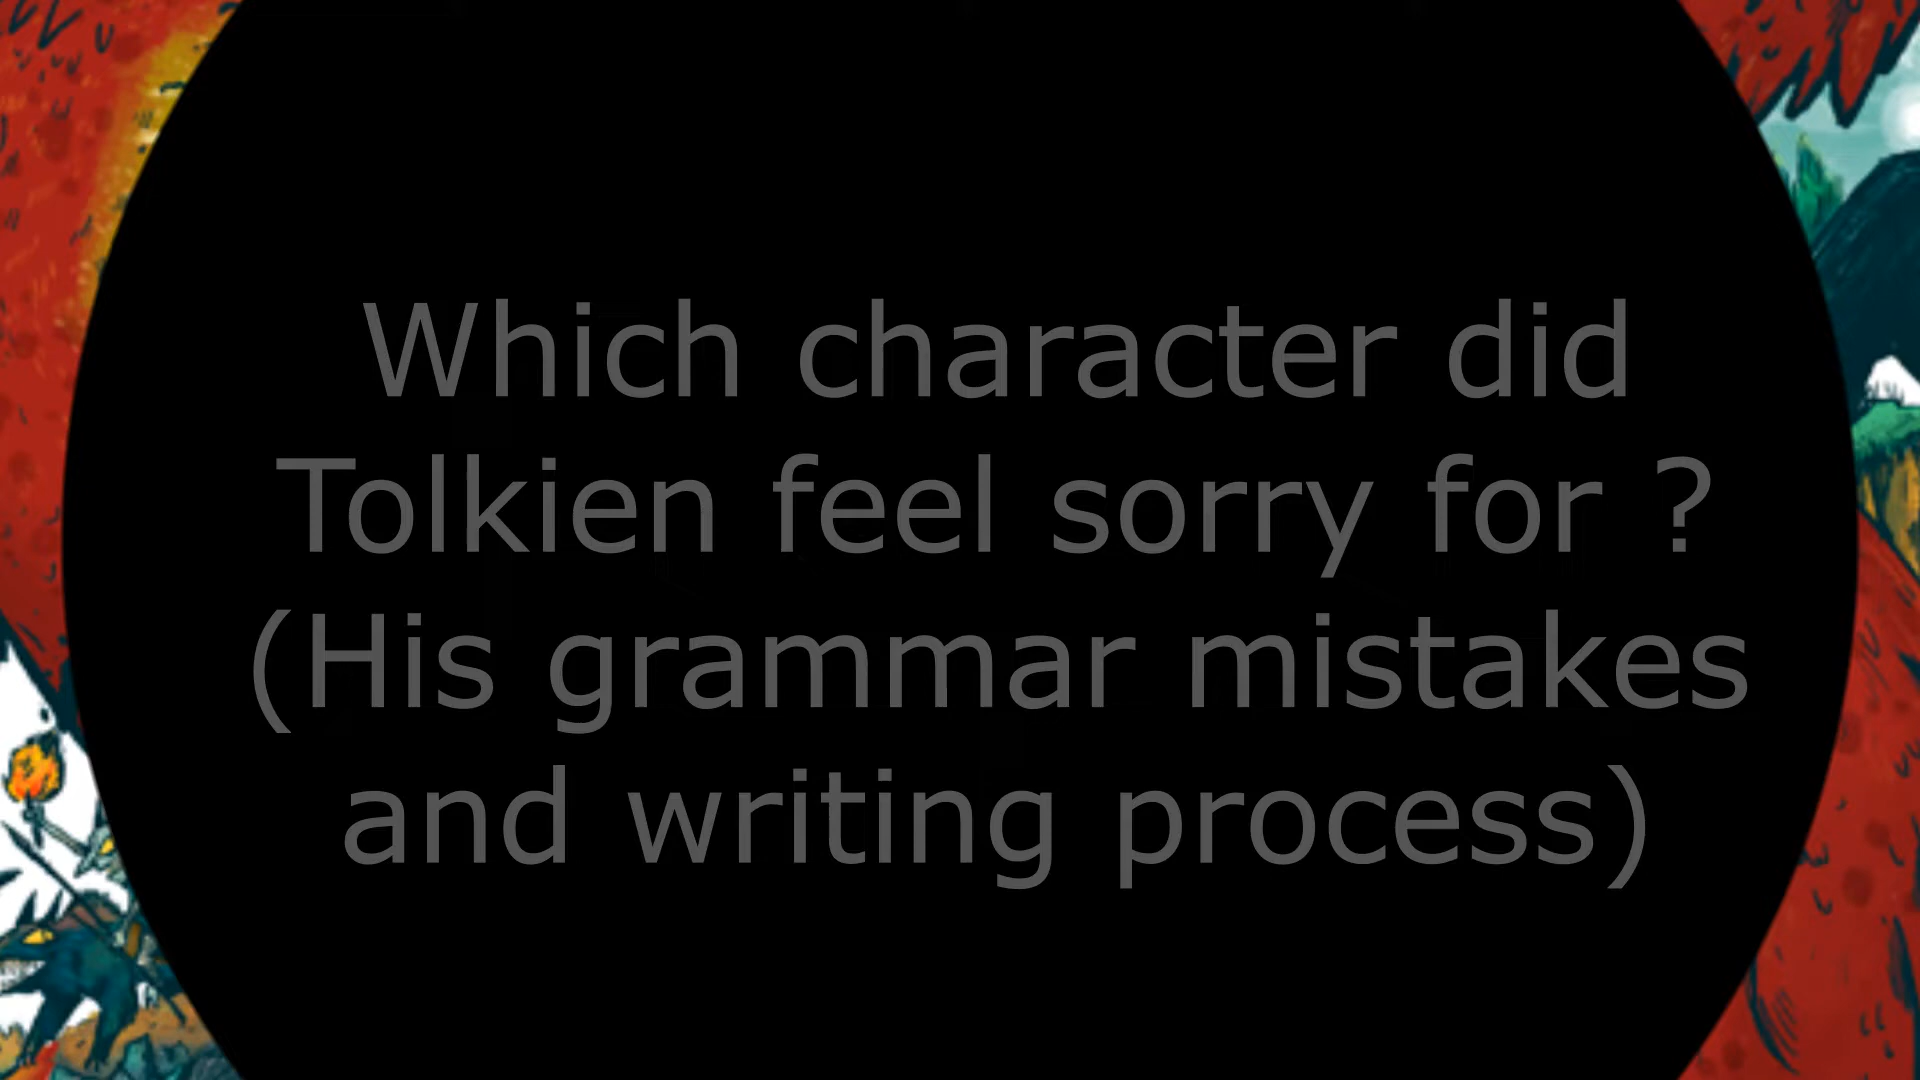 Which character did
Tolkien feel sorry for ?
(His grammar mistakes
and writing process)